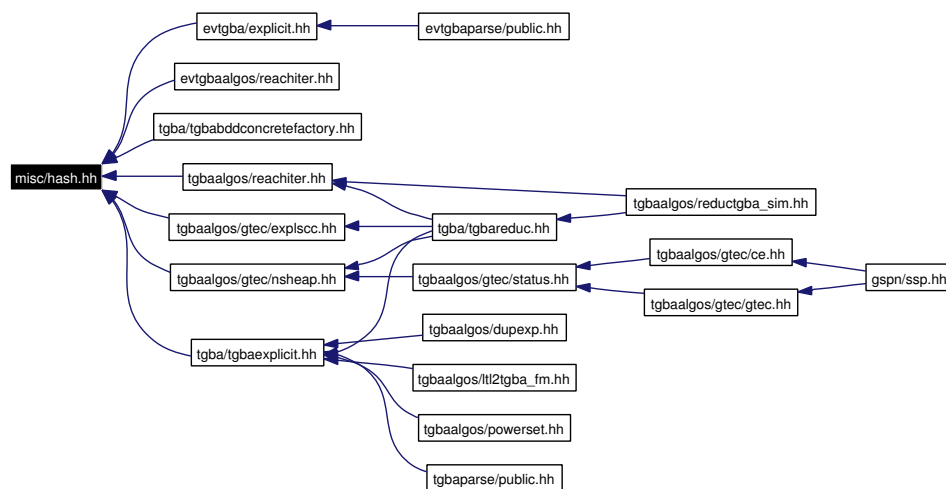 evtgba/explicit.hh
evtgbaparse/public.hh
evtgbaalgos/reachiter.hh
tgba/tgbabddconcretefactory.hh
misc/hash.hh
tgbaalgos/reachiter.hh
tgbaalgos/reductgba_sim.hh
tgbaalgos/gtec/explscc.hh
tgba/tgbareduc.hh
tgbaalgos/gtec/ce.hh
tgbaalgos/gtec/nsheap.hh
tgbaalgos/gtec/status.hh
gspn/ssp.hh
tgbaalgos/gtec/gtec.hh
tgbaalgos/dupexp.hh
tgba/tgbaexplicit.hh
tgbaalgos/ltl2tgba_fm.hh
tgbaalgos/powerset.hh
tgbaparse/public.hh